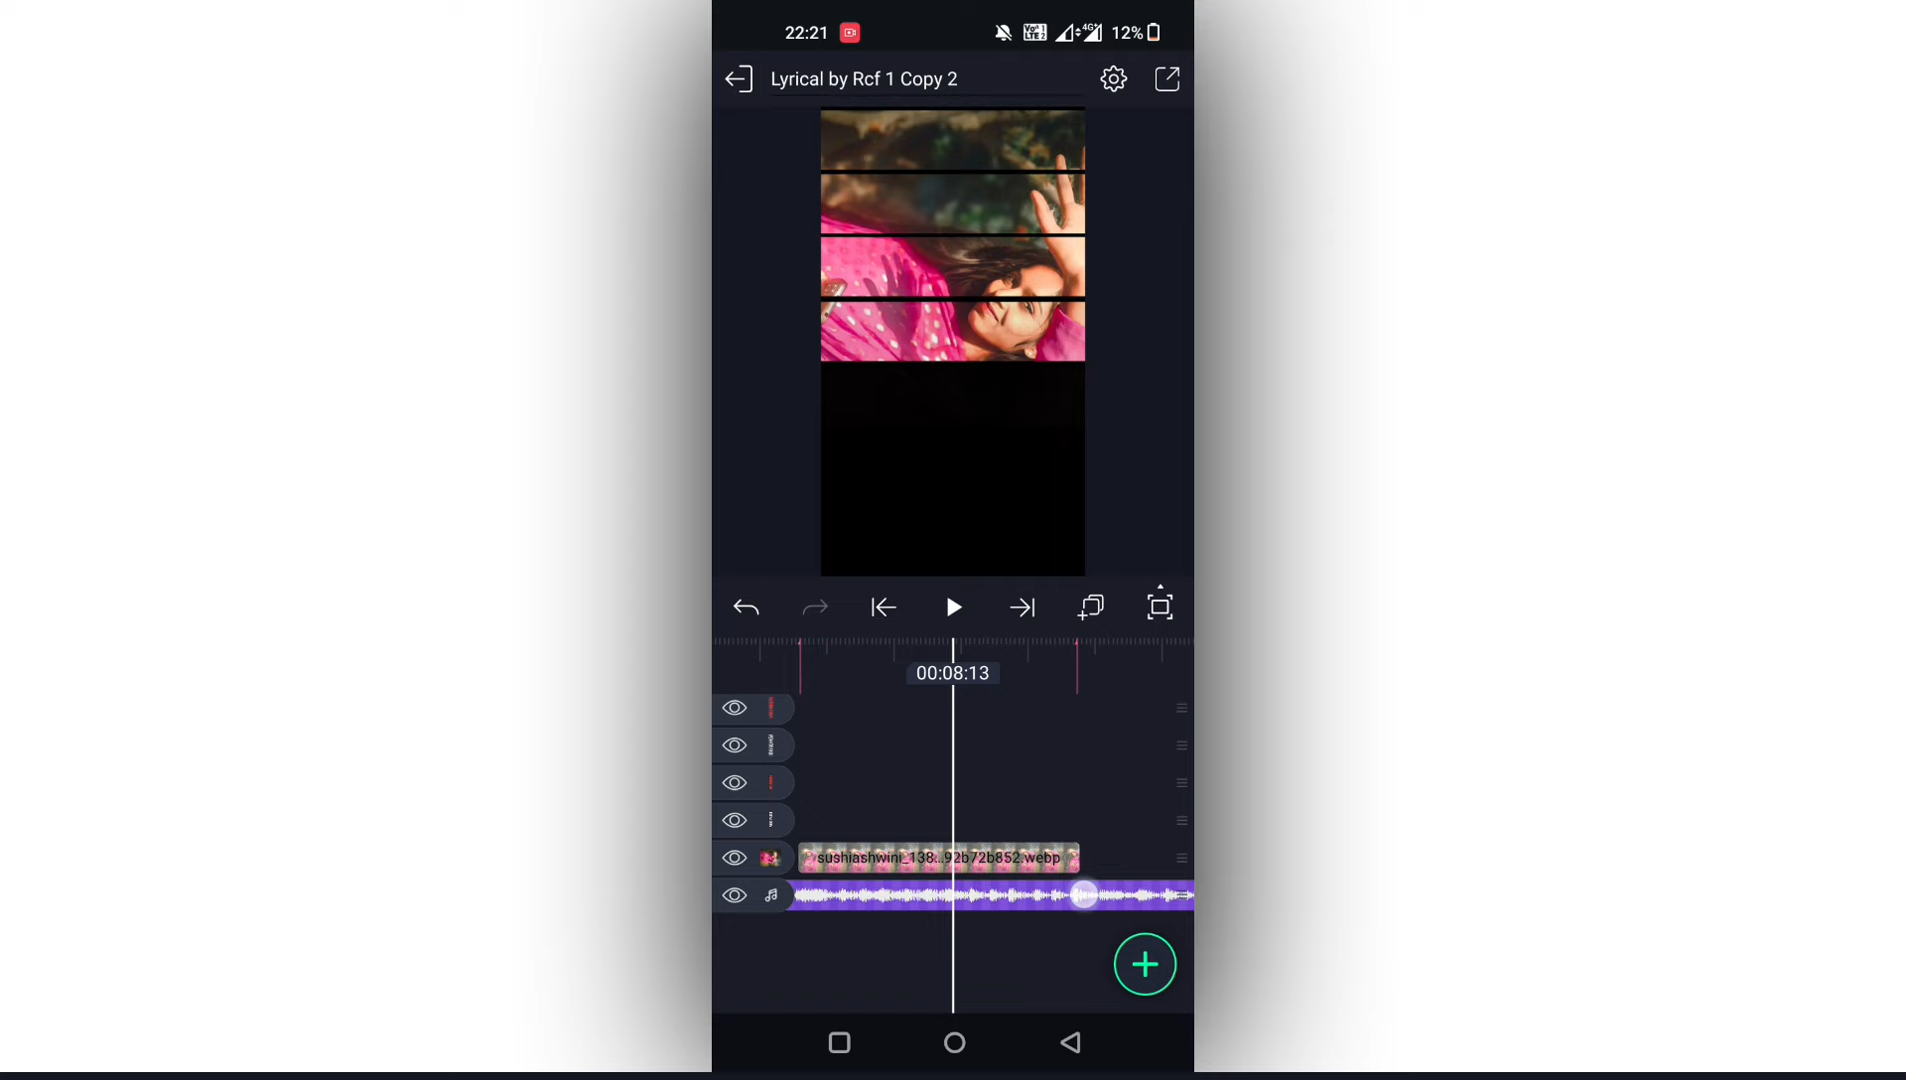 22:21
12%
Lyrical by Rcf 1 Copy 2
00:08:13
sushiashwini_138...92b72b852.webp